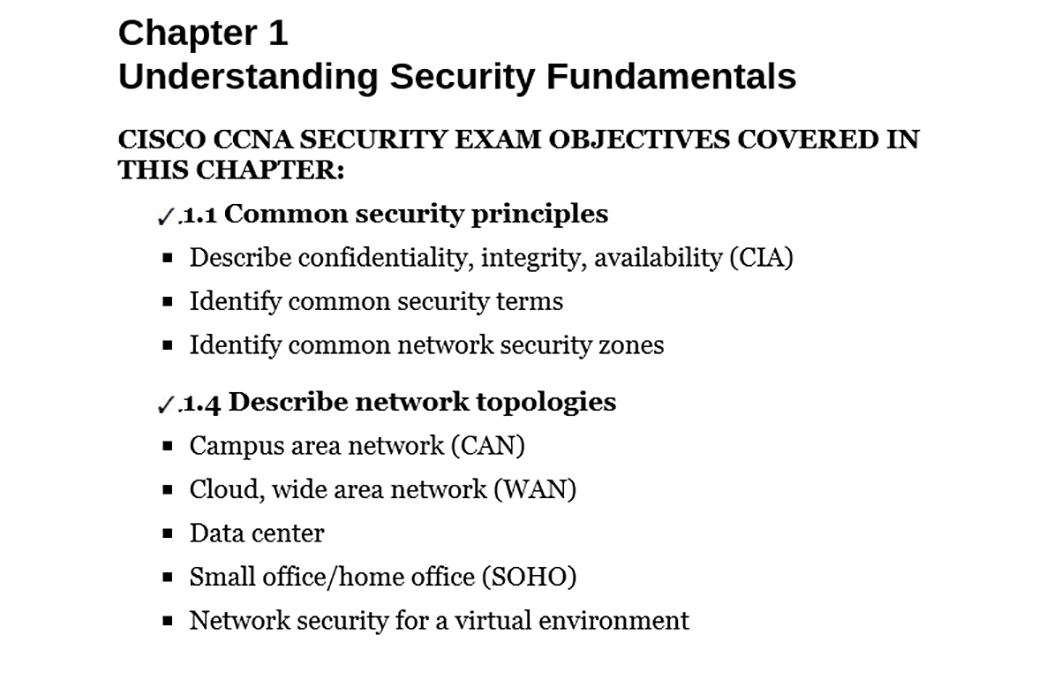 Chapter 1
Understanding Security Fundamentals
CISCO CCNA SECURITY EXAM OBJECTIVES COVERED IN
THIS CHAPTER:
✓.1.1 Common security principles
▪ Describe confidentiality, integrity, availability (CIA)
▪ Identify common security terms
▪ Identify common network security zones
✓.1.4 Describe network topologies
▪ Campus area network (CAN)
▪ Cloud, wide area network (WAN)
▪ Data center
▪ Small office/home office (SOHO)
▪ Network security for a virtual environment